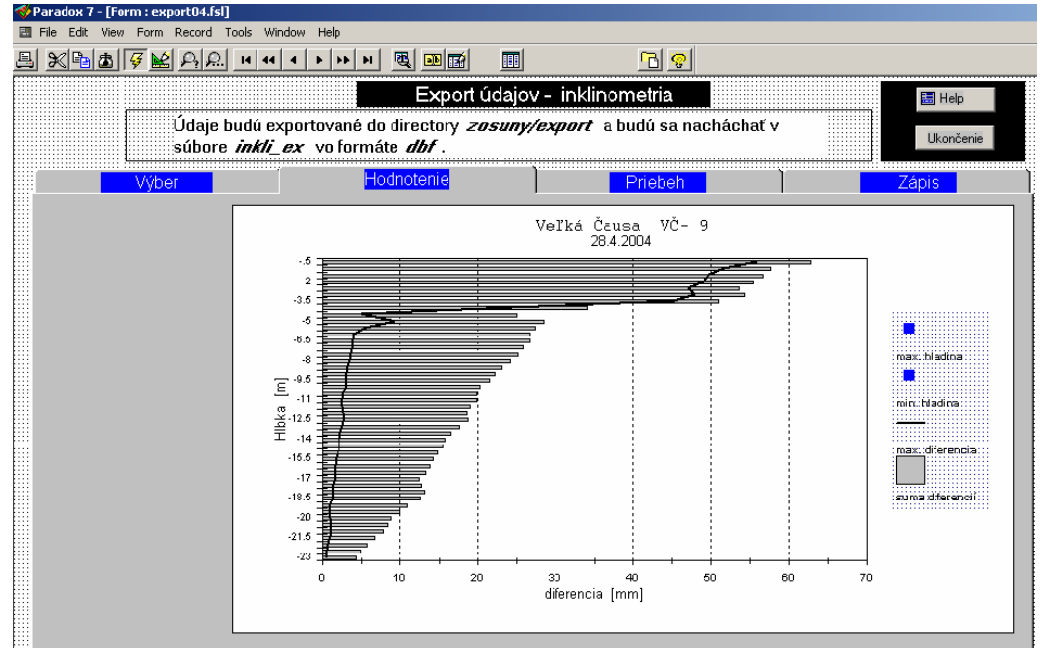 Paradox 7 - [Form : export04.fsl]
File Edit View Form Record Tools Window Help
Export údajov - inklinometria
Help
Údaje budú exportované do directory zosuny/export a budú sa nacháchať v
súbore inkli_ex vo formáte dbf .
Ukončenie
Výber Hodnotenie Priebeh Zápis
Veľká Čausa VČ- 9
28.4.2004
-.5
2
-3.5
-5
-6.5
-8
-9.5
-11
-12.5
-14
-15.5
-17
-18.5
-20
-21.5
-23
Hlbka [m]
0 10 20 30 40 50 60 70
diferencia [mm]
max. hladina
min. hladina
max. diferencia
suma diferencií